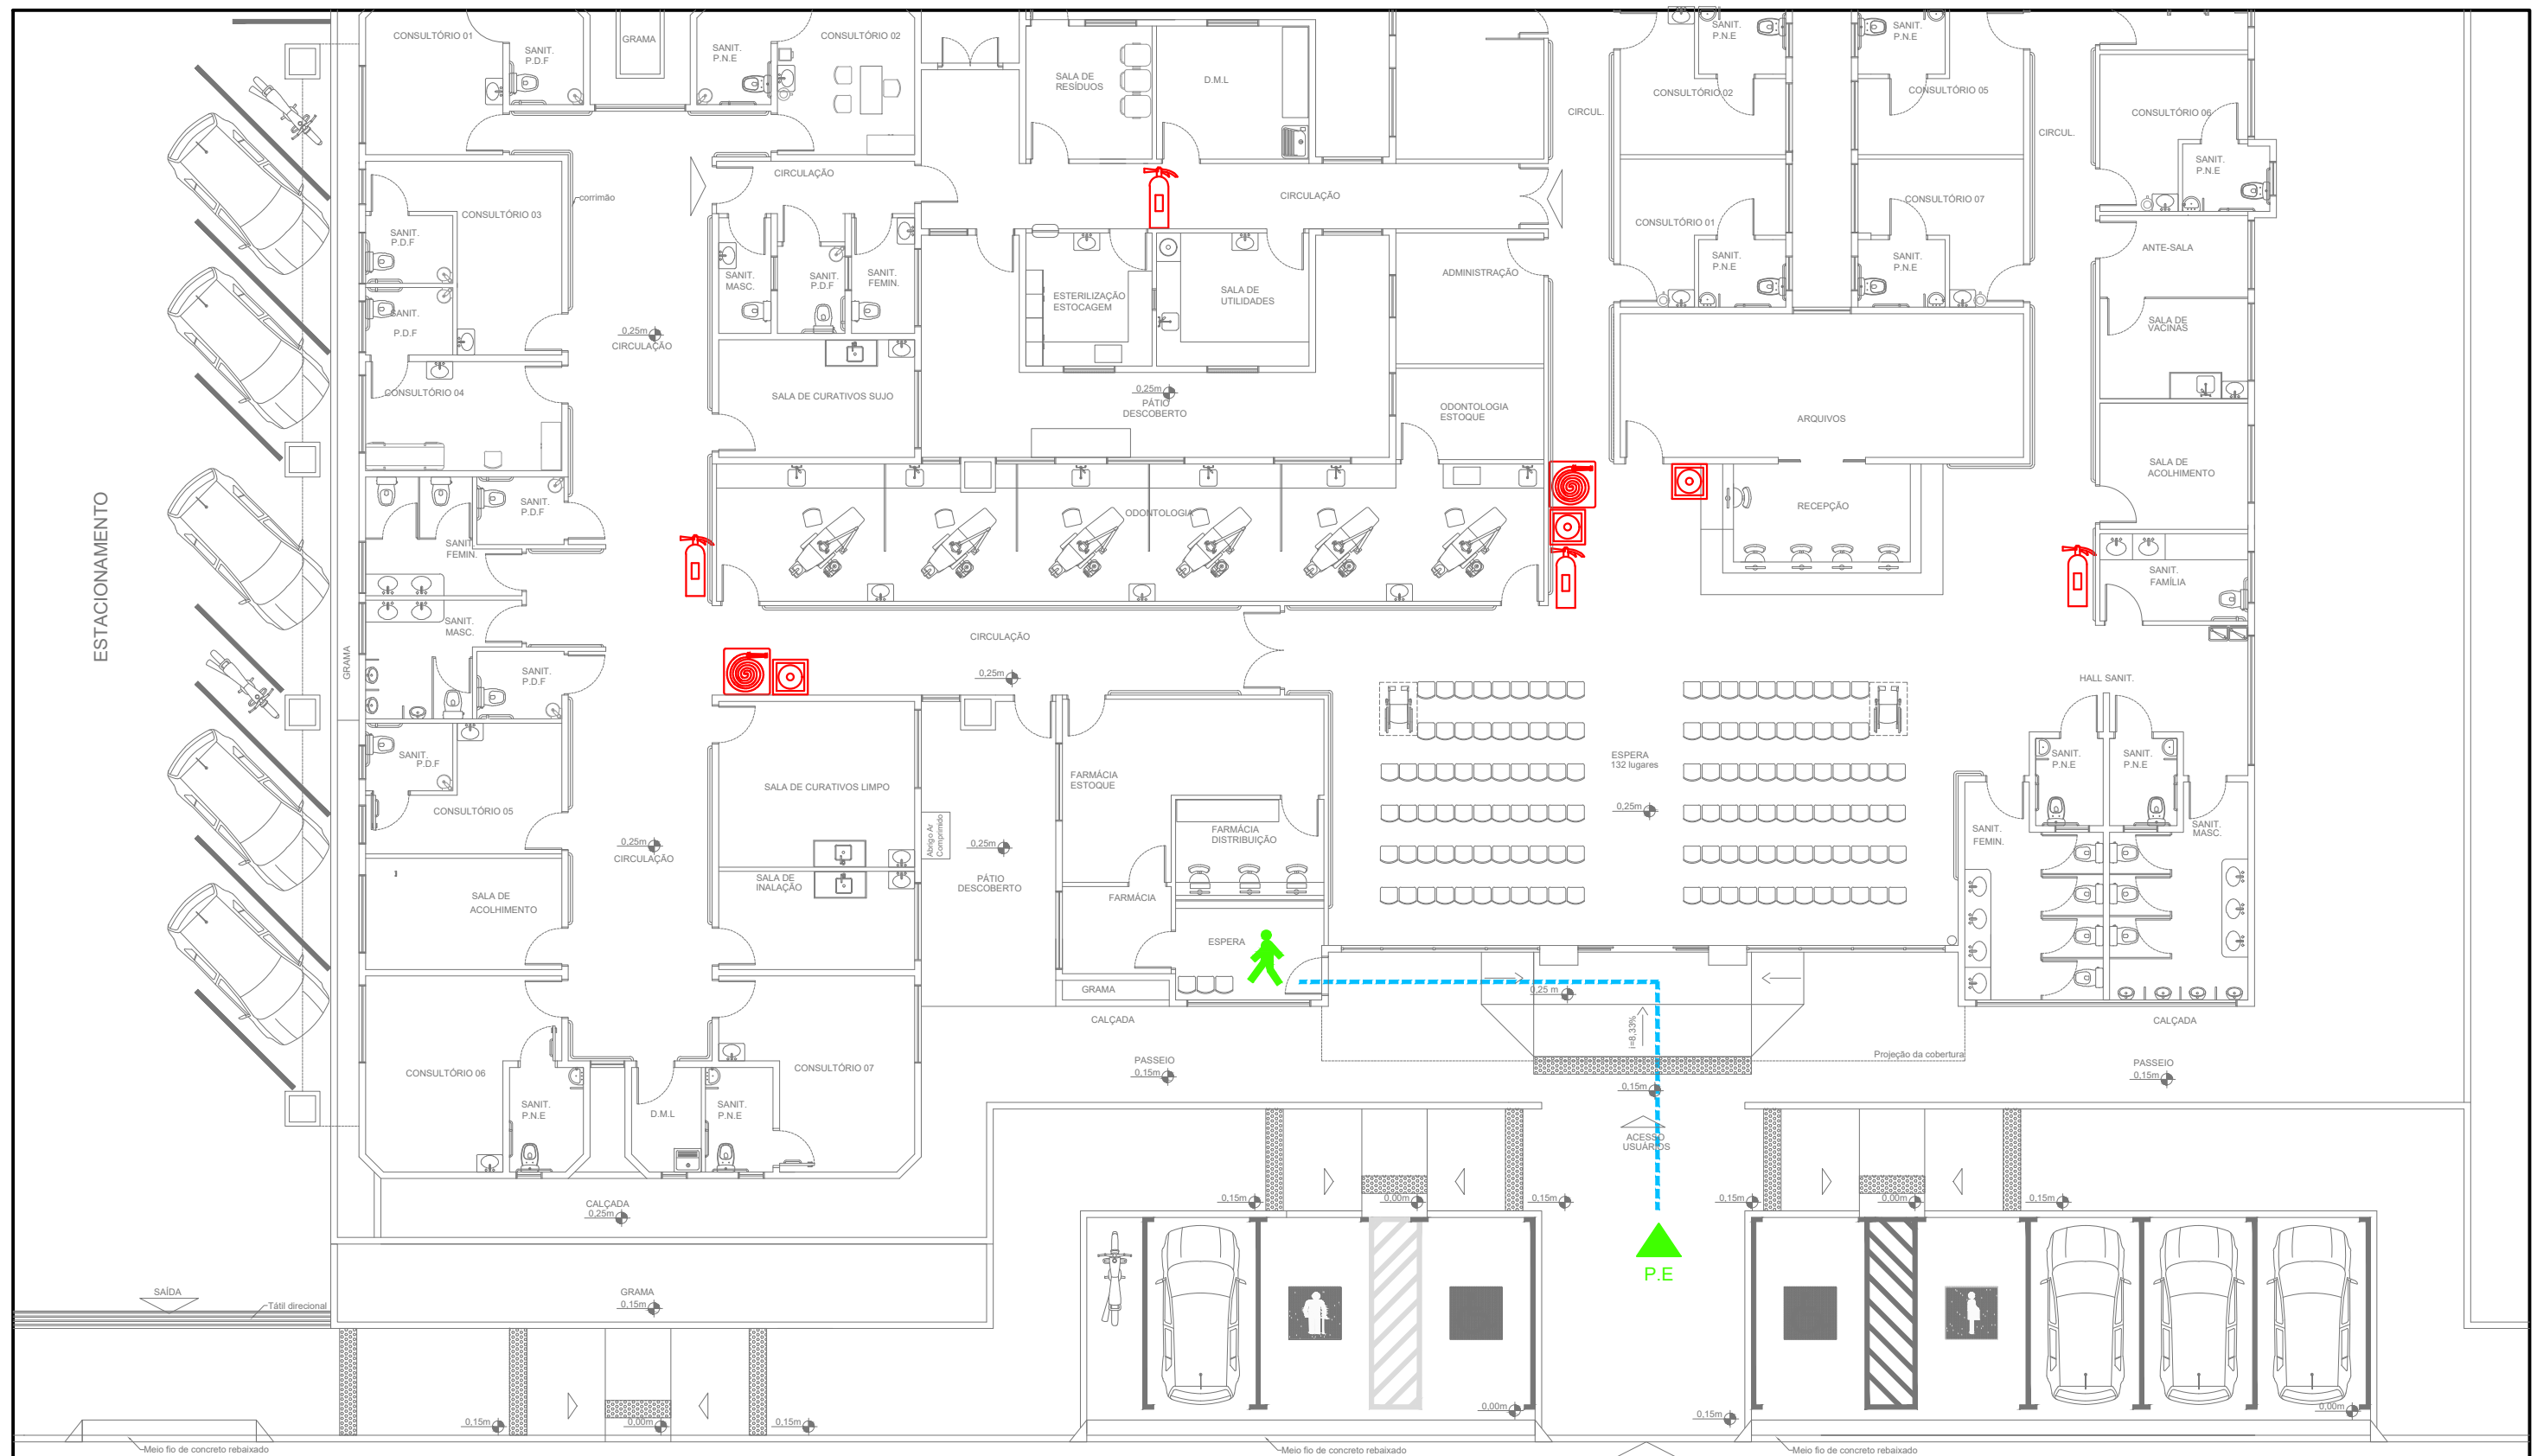 CONSULTÓRIO 01
SANIT.
P.D.F
GRAMA
SANIT.
P.N.E
CONSULTÓRIO 02
SALA DE
RESÍDUOS
D.M.L
CIRCUL.
SANIT.
P.N.E
CONSULTÓRIO 02
SANIT.
P.N.E
CONSULTÓRIO 05
CIRCUL.
CONSULTÓRIO 06
SANIT.
P.N.E
CIRCULAÇÃO
CIRCULAÇÃO
corrimão
CONSULTÓRIO 03
SANIT.
P.D.F
SANIT.
P.D.F
CONSULTÓRIO 01
SANIT.
P.N.E
CONSULTÓRIO 07
SANIT.
P.N.E
ANTE-SALA
SANIT.
MASC.
SANIT.
P.D.F
SANIT.
FEMIN.
ESTERILIZAÇÃO
ESTOCAGEM
SALA DE
UTILIDADES
ADMINISTRAÇÃO
SALA DE
VACINAS
0,25m
CIRCULAÇÃO
CONSULTÓRIO 04
SALA DE CURATIVOS SUJO
0,25m
PÁTIO
DESCOBERTO
ODONTOLOGIA
ESTOQUE
ARQUIVOS
SALA DE
ACOLHIMENTO
ESTACIONAMENTO
SANIT.
P.D.F
SANIT.
FEMIN.
ODONTOLOGIA
RECEPÇÃO
SANIT.
FAMÍLIA
SANIT.
MASC.
CIRCULAÇÃO
0,25m
GRAMA
SANIT.
P.D.F
HALL SANIT.
SANIT.
P.D.F
CONSULTÓRIO 05
SALA DE CURATIVOS LIMPO
FARMÁCIA
ESTOQUE
ESPERA
132 lugares
0,25m
SANIT.
P.N.E
SANIT.
P.N.E
0,25m
CIRCULAÇÃO
Abrigo Ar
Comprimido
0,25m
PÁTIO
DESCOBERTO
FARMÁCIA
DISTRIBUIÇÃO
SANIT.
FEMIN.
SANIT.
MASC.
SALA DE
ACOLHIMENTO
SALA DE
INALAÇÃO
FARMÁCIA
ESPERA
GRAMA
0,25 m
CALÇADA
CALÇADA
i=8,33%
Projeção da cobertura
PASSEIO
0,15m
PASSEIO
0,15m
CONSULTÓRIO 06
SANIT.
P.N.E
D.M.L
SANIT.
P.N.E
CONSULTÓRIO 07
0,15m
ACESSO
USUÁRIOS
CALÇADA
0,25m
0,15m
0,00m
0,15m
0,15m
0,00m
0,15m
P.E
SAÍDA
Tátil direcional
GRAMA
0,15m
0,15m
0,00m
0,15m
0,00m
0,15m
0,00m
Meio fio de concreto rebaixado
Meio fio de concreto rebaixado
Meio fio de concreto rebaixado